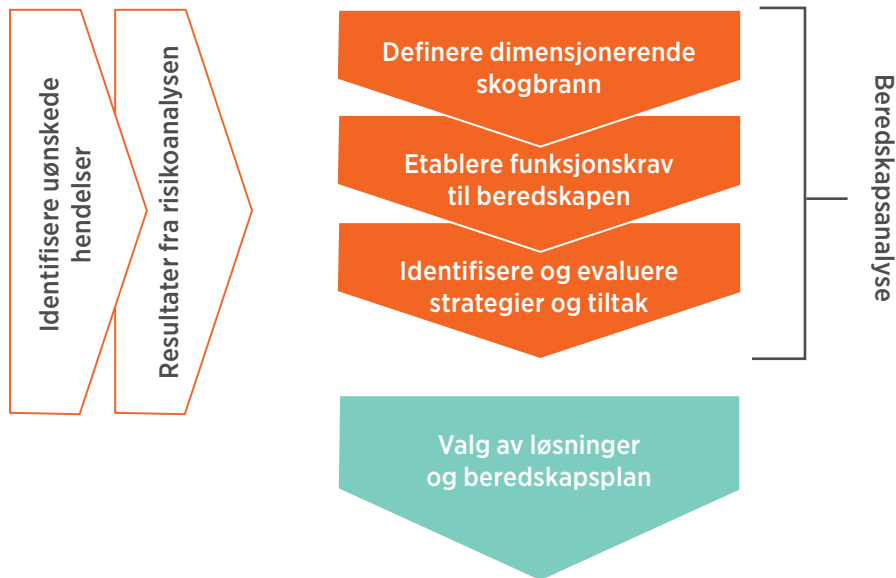 Identifisere uønskede
hendelser
Resultater fra risikoanalysen
Definere dimensjonerende
skogbrann
Etablere funksjonskrav
til beredskapen
Identifisere og evaluere
strategier og tiltak
Beredskapsanalyse
Valg av løsninger
og beredskapsplan